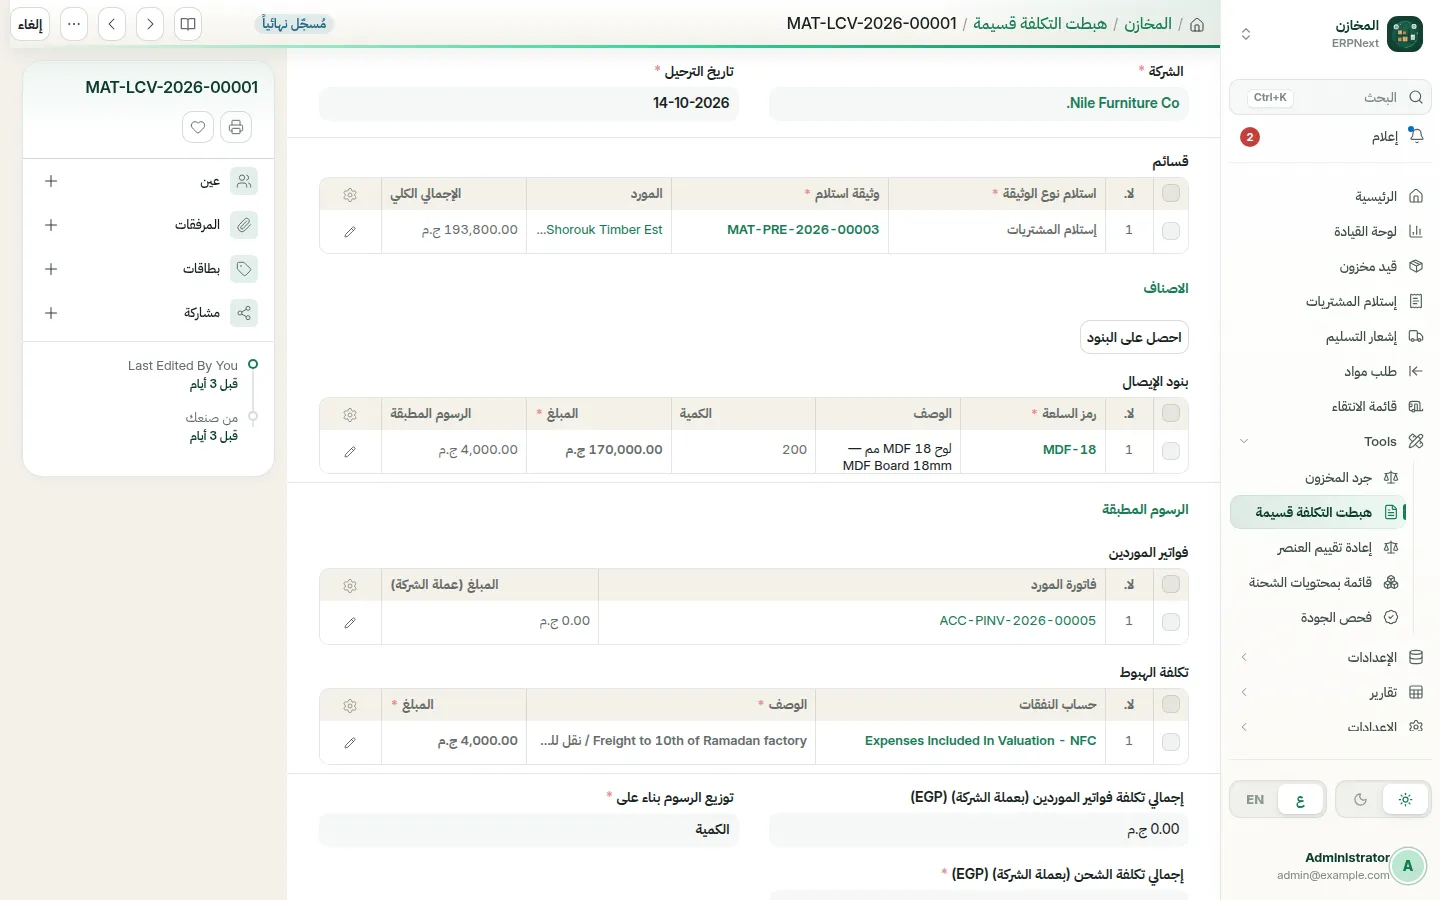 المخازن
ERPNext
البحث
Ctrl+K
إعلام
2
الرئيسية
لوحة القيادة
قيد مخزون
إستلام المشتريات
إشعار التسليم
طلب مواد
قائمة الانتقاء
Tools
جرد المخزون
هبطت التكلفة قسيمة
إعادة تقييم العنصر
قائمة بمحتويات الشحنة
فحص الجودة
الإعدادات
تقارير
الاعدادات
ع
EN
Administrator
admin@example.com
A
المخازن / هبطت التكلفة قسيمة / MAT-LCV-2026-00001
مُسجّل نهائياً
إلغاء
الشركة *
Nile Furniture Co.
تاريخ الترحيل *
14-10-2026
قسائم
لا. استلام نوع الوثيقة * وثيقة استلام * المورد الإجمالي الكلي
1 إستلام المشتريات MAT-PRE-2026-00003 Shorouk Timber Est... 193,800.00 ج.م
الاصناف
احصل على البنود
بنود الإيصال
لا. رمز السلعة * الوصف الكمية المبلغ * الرسوم المطبقة
1 MDF-18 لوح MDF 18 مم — MDF Board 18mm 200 170,000.00 ج.م 4,000.00 ج.م
الرسوم المطبقة
فواتير الموردين
لا. فاتورة المورد المبلغ (عملة الشركة)
1 ACC-PINV-2026-00005 0.00 ج.م
تكلفة الهبوط
لا. حساب النفقات الوصف * المبلغ *
1 Expenses Included In Valuation - NFC Freight to 10th of Ramadan factory / نقل للـ... 4,000.00 ج.م
إجمالي تكلفة فواتير الموردين (بعملة الشركة) (EGP)
0.00 ج.م
توزيع الرسوم بناء على *
الكمية
إجمالي تكلفة الشحن (بعملة الشركة) (EGP) *
MAT-LCV-2026-00001
عين
المرفقات
بطاقات
مشاركة
Last Edited By You
قبل 3 أيام
من صنعك
قبل 3 أيام